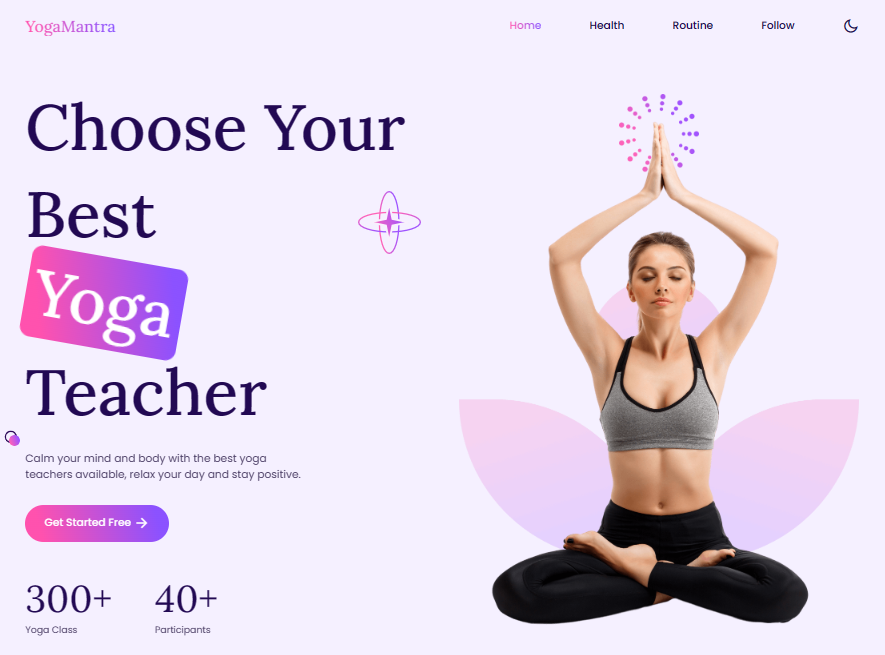 YogaMantra
Home Health Routine Follow
Choose Your
Best
Yoga
Teacher
Calm your mind and body with the best yoga
teachers available, relax your day and stay positive.
Get Started Free
300+ 40+
Yoga Class Participants